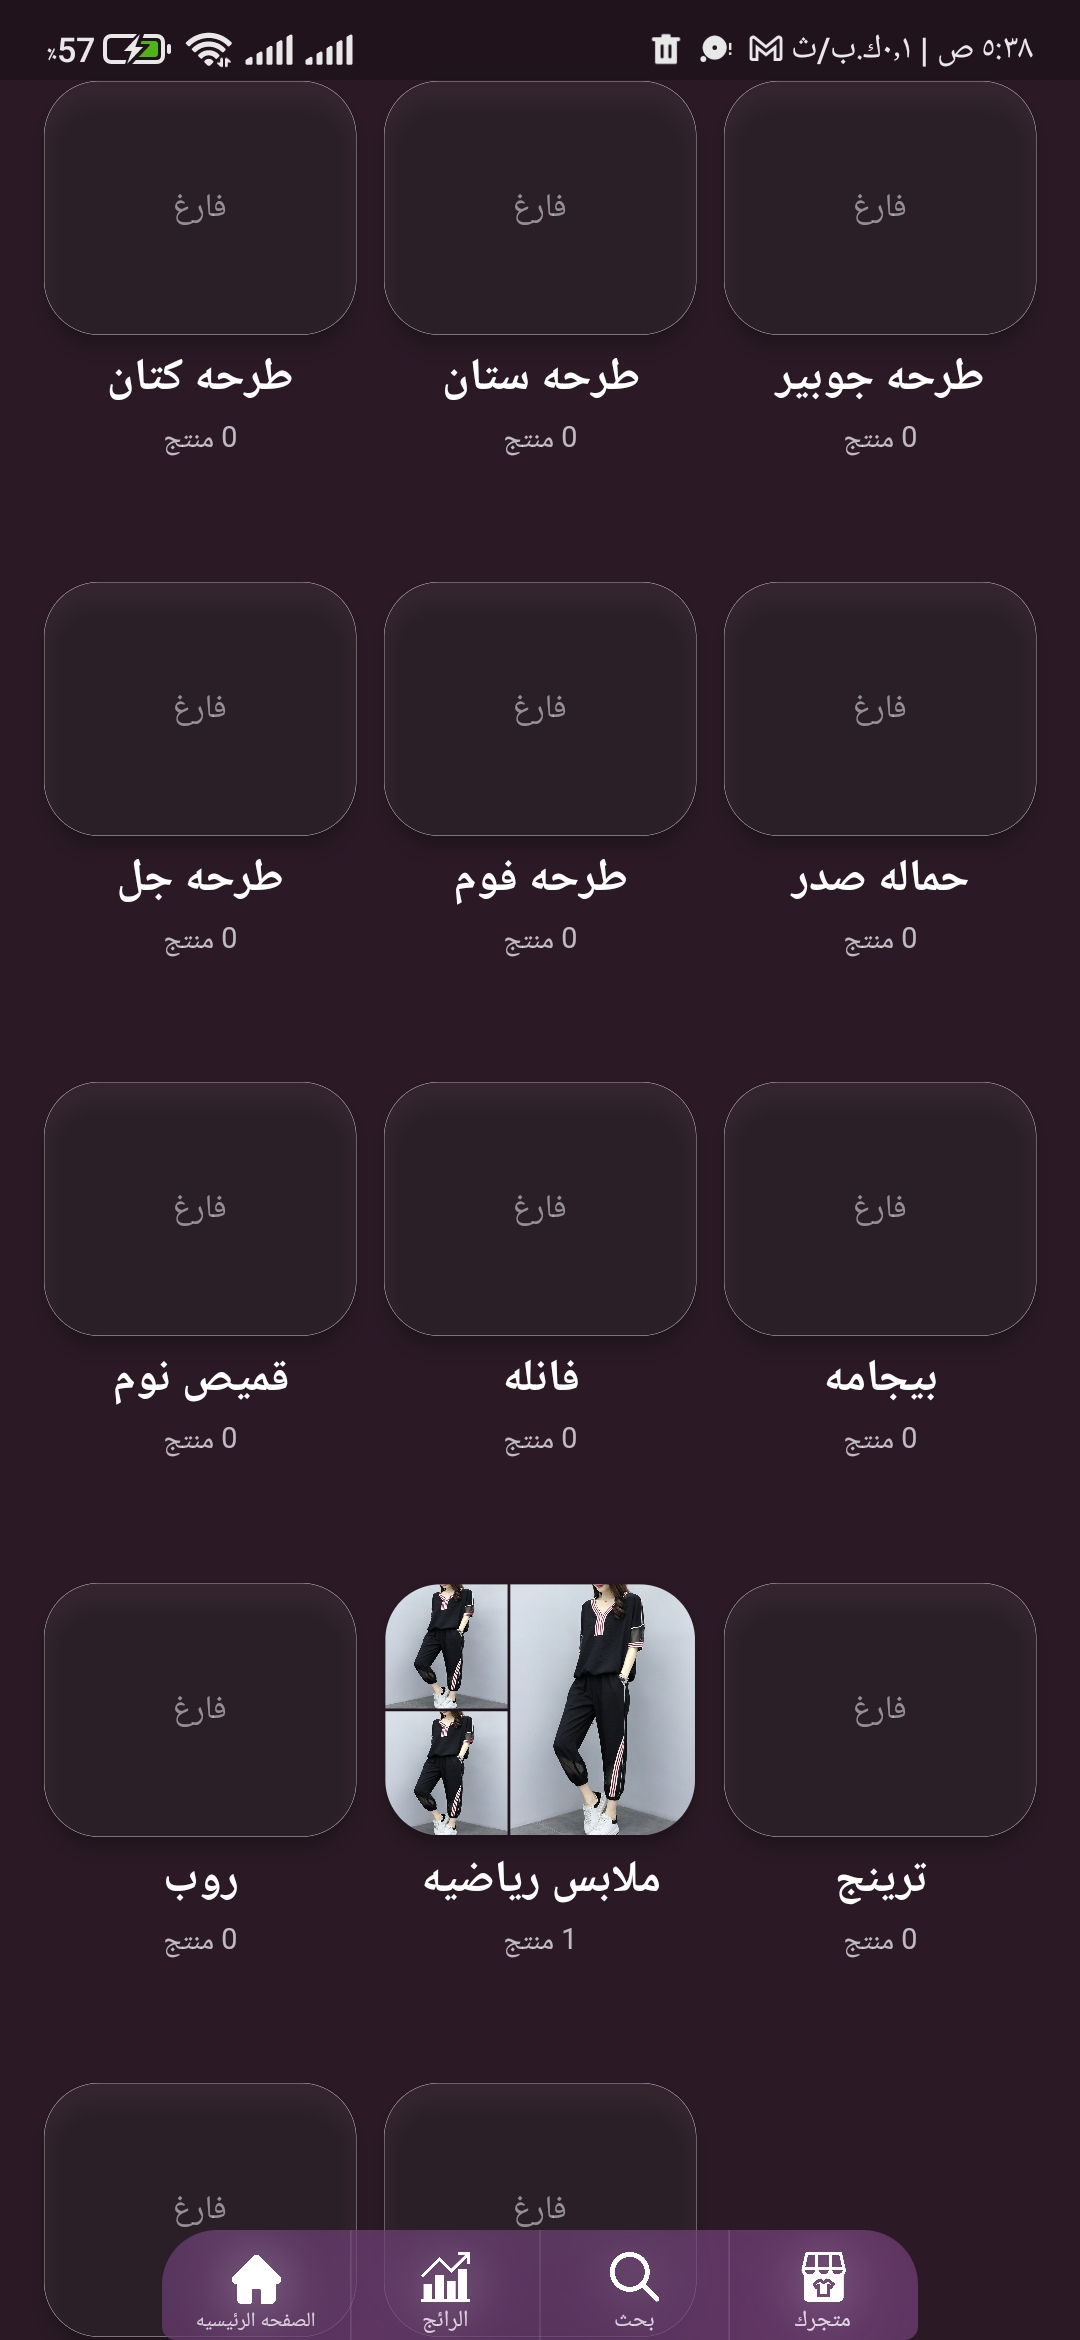 ٥:٣٨ ص | ٠,١ك.ب/ث
57٪
فارغ فارغ فارغ
طرحه جوبير طرحه ستان طرحه كتان
0 منتج 0 منتج 0 منتج
فارغ فارغ فارغ
حماله صدر طرحه فوم طرحه جل
0 منتج 0 منتج 0 منتج
فارغ فارغ فارغ
بيجامه فانله قميص نوم
0 منتج 0 منتج 0 منتج
فارغ فارغ
ترينج ملابس رياضيه روب
0 منتج 1 منتج 0 منتج
فارغ فارغ
متجرك بحث الرائج الصفحه الرئيسيه